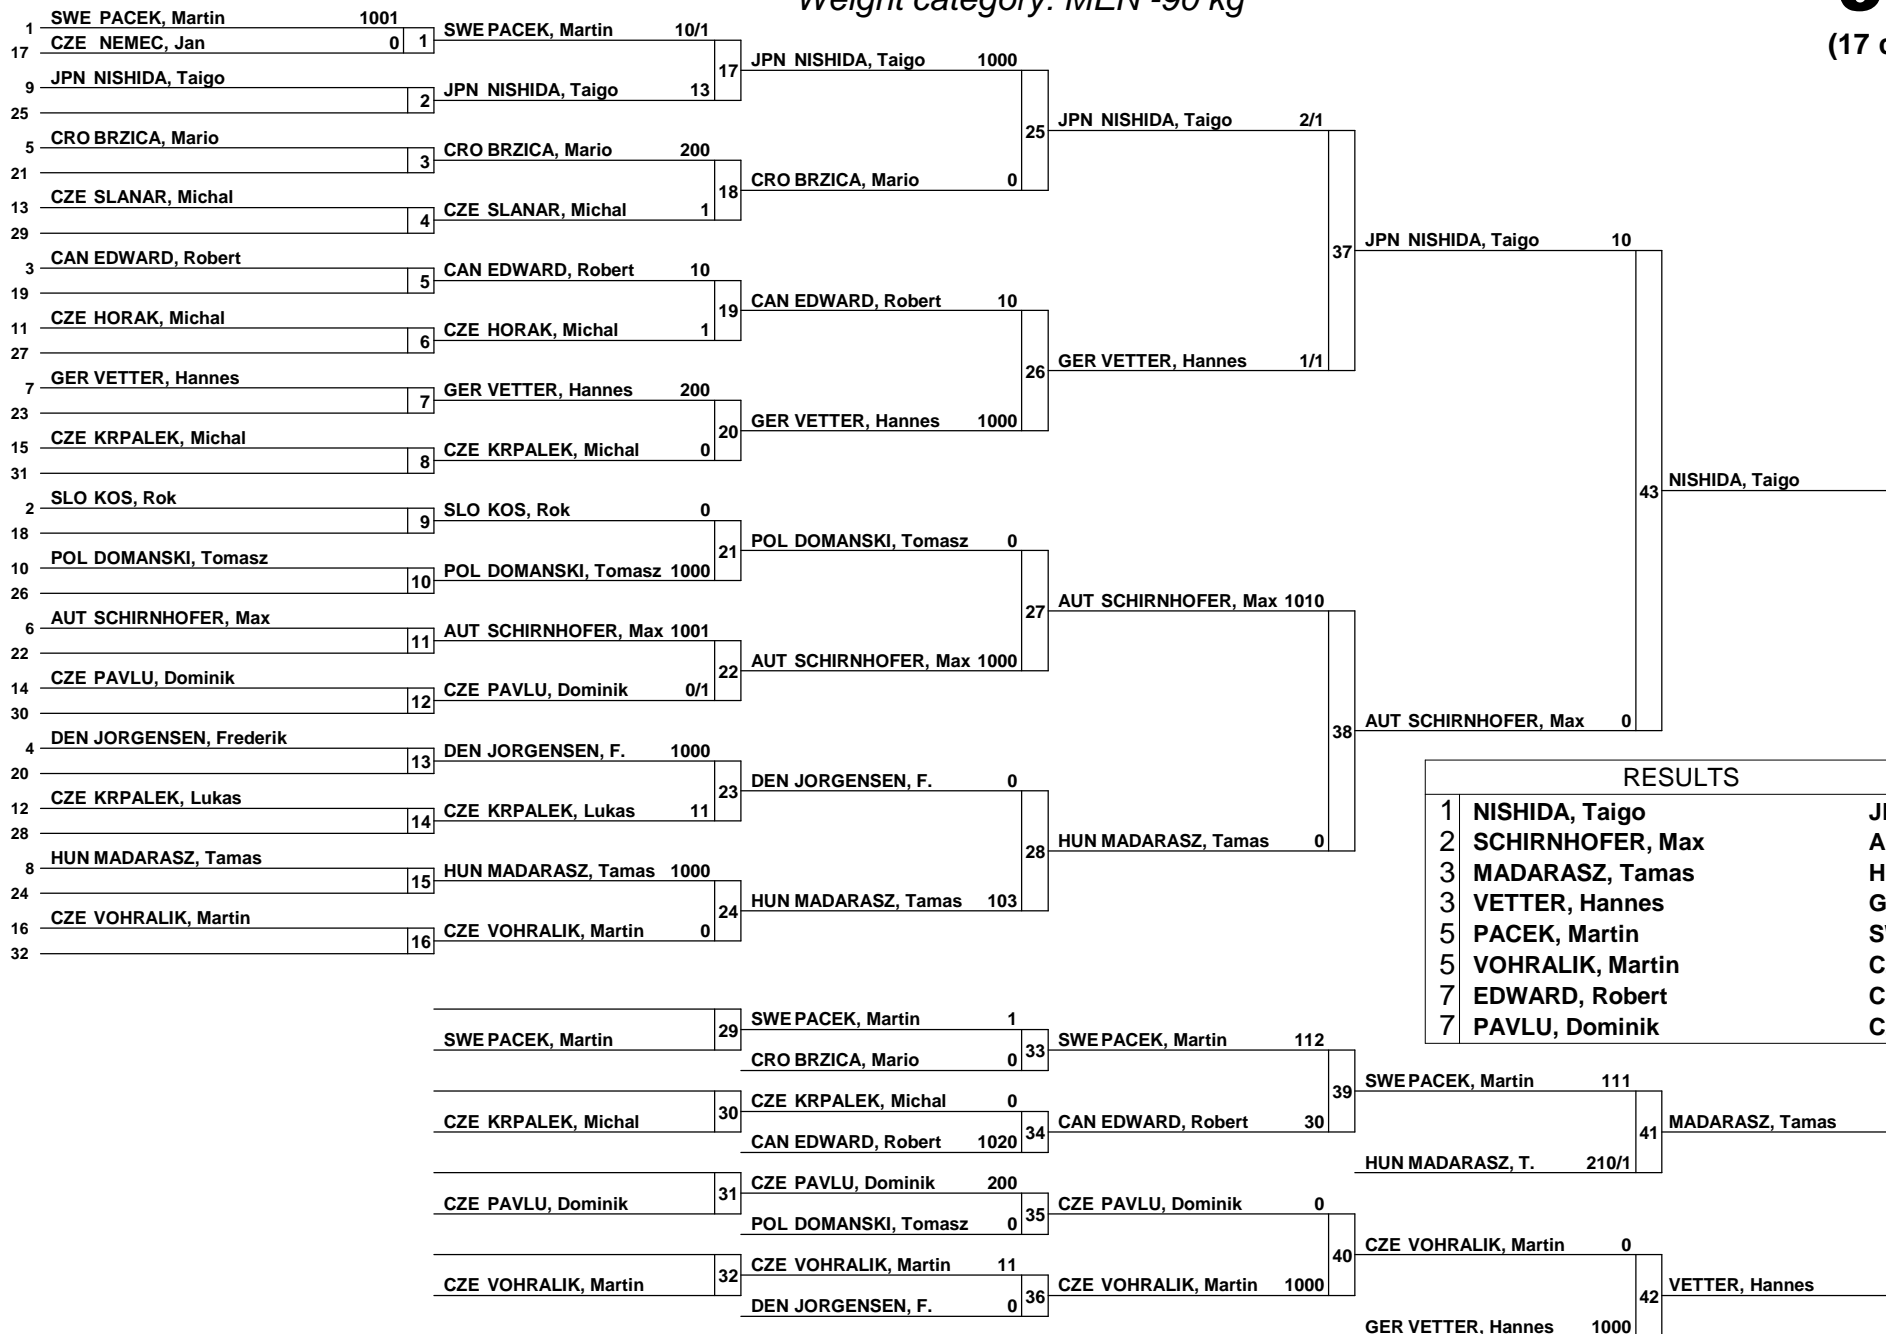 Weight category: MEN -90 kg
(17
1 SWE PACEK, Martin 1001
17 CZE NEMEC, Jan 0
1
9 JPN NISHIDA, Taigo
25
2
5 CRO BRZICA, Mario
21
3
13 CZE SLANAR, Michal
29
4
3 CAN EDWARD, Robert
19
5
11 CZE HORAK, Michal
27
6
7 GER VETTER, Hannes
23
7
15 CZE KRPALEK, Michal
31
8
2 SLO KOS, Rok
18
9
10 POL DOMANSKI, Tomasz
26
10
6 AUT SCHIRNHOFER, Max
22
11
14 CZE PAVLU, Dominik
30
12
4 DEN JORGENSEN, Frederik
20
13
12 CZE KRPALEK, Lukas
28
14
8 HUN MADARASZ, Tamas
24
15
16 CZE VOHRALIK, Martin
32
16
SWE PACEK, Martin 10/1
17
JPN NISHIDA, Taigo 13
CRO BRZICA, Mario 200
18
CZE SLANAR, Michal 1
CAN EDWARD, Robert 10
19
CZE HORAK, Michal 1
GER VETTER, Hannes 200
20
CZE KRPALEK, Michal 0
SLO KOS, Rok 0
21
POL DOMANSKI, Tomasz 1000
AUT SCHIRNHOFER, Max 1001
22
CZE PAVLU, Dominik 0/1
DEN JORGENSEN, F. 1000
23
CZE KRPALEK, Lukas 11
HUN MADARASZ, Tamas 1000
24
CZE VOHRALIK, Martin 0
JPN NISHIDA, Taigo 1000
25
CRO BRZICA, Mario 0
CAN EDWARD, Robert 10
26
GER VETTER, Hannes 1000
POL DOMANSKI, Tomasz 0
27
AUT SCHIRNHOFER, Max 1000
DEN JORGENSEN, F. 0
28
HUN MADARASZ, Tamas 103
JPN NISHIDA, Taigo 2/1
37
GER VETTER, Hannes 1/1
AUT SCHIRNHOFER, Max 1010
38
HUN MADARASZ, Tamas 0
JPN NISHIDA, Taigo 10
43
AUT SCHIRNHOFER, Max 0
NISHIDA, Taigo
RESULTS
1 NISHIDA, Taigo J
2 SCHIRNHOFER, Max A
3 MADARASZ, Tamas H
3 VETTER, Hannes G
5 PACEK, Martin S
5 VOHRALIK, Martin C
7 EDWARD, Robert C
7 PAVLU, Dominik C
SWE PACEK, Martin
29
CZE KRPALEK, Michal
30
CZE PAVLU, Dominik
31
CZE VOHRALIK, Martin
32
SWE PACEK, Martin 1
33
CRO BRZICA, Mario 0
CZE KRPALEK, Michal 0
34
CAN EDWARD, Robert 1020
CZE PAVLU, Dominik 200
35
POL DOMANSKI, Tomasz 0
CZE VOHRALIK, Martin 11
36
DEN JORGENSEN, F. 0
SWE PACEK, Martin 112
39
CAN EDWARD, Robert 30
CZE PAVLU, Dominik 0
40
CZE VOHRALIK, Martin 1000
SWE PACEK, Martin 111
41
HUN MADARASZ, T. 210/1
MADARASZ, Tamas
CZE VOHRALIK, Martin 0
42
GER VETTER, Hannes 1000
VETTER, Hannes